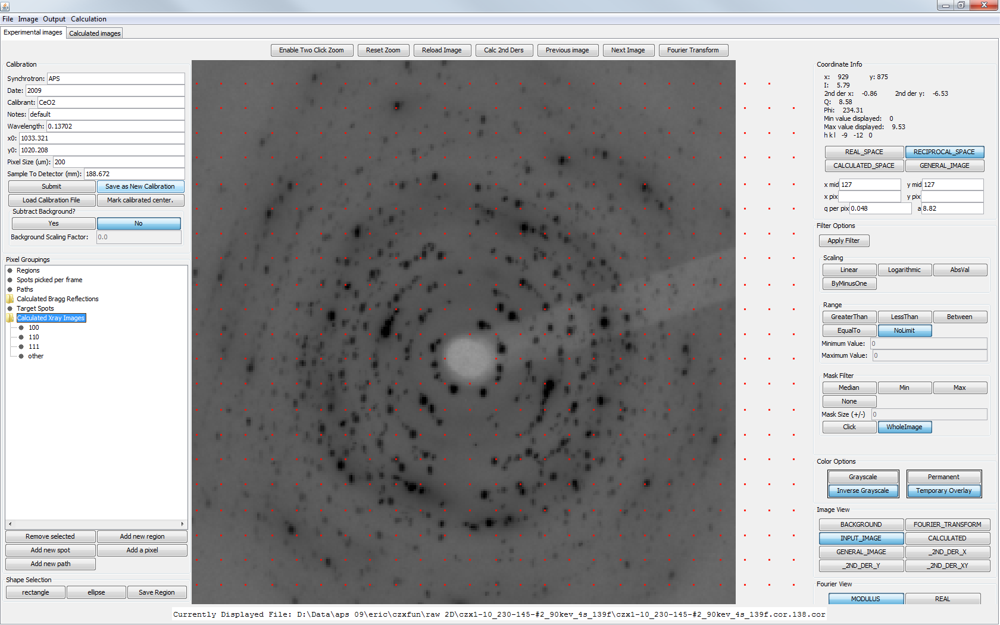 File Image Output Calculation
Experimental images Calculated images
Enable Two Click Zoom Reset Zoom Reload Image Calc 2nd Ders Previous image Next Image Fourier Transform
Calibration
Synchrotron: APS
Date: 2009
Calibrant: CeO2
Notes: default
Wavelength: 0.13702
x0: 1033.321
y0: 1020.208
Pixel Size (um): 200
Sample To Detector (mm): 188.672
Submit Save as New Calibration
Load Calibration File Mark calibrated center.
Subtract Background?
Yes No
Background Scaling Factor: 0.0
Pixel Groupings
Regions
Spots picked per frame
Paths
Calculated Bragg Reflections
Target Spots
Calculated Xray Images
100
110
111
other
Remove selected Add new region
Add new spot Add a pixel
Add new path
Shape Selection
rectangle ellipse Save Region
Coordinate Info
x: 929 y: 875
I: 5.79
2nd der x: -0.86 2nd der y: -6.53
Q: 8.58
Phi: 234.31
Min value displayed: 0
Max value displayed: 9.53
h k l -9 -12 0
REAL_SPACE RECIPROCAL_SPACE
CALCULATED_SPACE GENERAL_IMAGE
x mid 127 y mid 127
x pix y pix
q per pix 0.048 a 8.82
Filter Options
Apply Filter
Scaling
Linear Logarithmic AbsVal
ByMinusOne
Range
GreaterThan LessThan Between
EqualTo NoLimit
Minimum Value: 0
Maximum Value: 0
Mask Filter
Median Min Max
None
Mask Size (+/-) 0
Click WholeImage
Color Options
Grayscale Permanent
Inverse Grayscale Temporary Overlay
Image View
BACKGROUND FOURIER_TRANSFORM
INPUT_IMAGE CALCULATED
GENERAL_IMAGE _2ND_DER_X
_2ND_DER_Y _2ND_DER_XY
Fourier View
MODULUS REAL
Currently Displayed File: D:\Data\aps 09\eric\czxfun\raw 2D\czx1-10_230-145-#2_90kev_4s_139f\czx1-10_230-145-#2_90kev_4s_139f.cor.138.cor